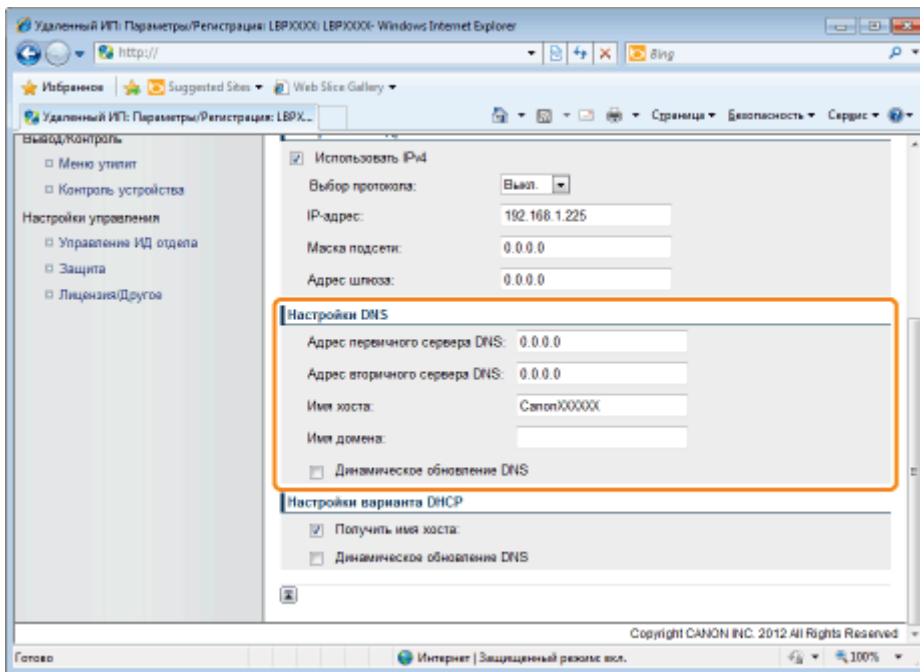 Удаленный ИП: Параметры/Регистрация: LBPXXXX: LBPXXXX- Windows Internet Explorer
http://
Bing
Избранное Suggested Sites Web Slice Gallery
Удаленный ИП: Параметры/Регистрация: LBPX... Страница Безопасность Сервис
Вывод/Контроль
Меню утилит
Контроль устройства
Настройки управления
Управление ИД отдела
Защита
Лицензия/Другое
Использовать IPv4
Выбор протокола: Выкл.
IP-адрес: 192.168.1.225
Маска подсети: 0.0.0.0
Адрес шлюза: 0.0.0.0
Настройки DNS
Адрес первичного сервера DNS: 0.0.0.0
Адрес вторичного сервера DNS: 0.0.0.0
Имя хоста: CanonXXXXXX
Имя домена:
Динамическое обновление DNS
Настройки варианта DHCP
Получить имя хоста:
Динамическое обновление DNS
Copyright CANON INC. 2012 All Rights Reserved
Готово Интернет | Защищенный режим: вкл. 100%